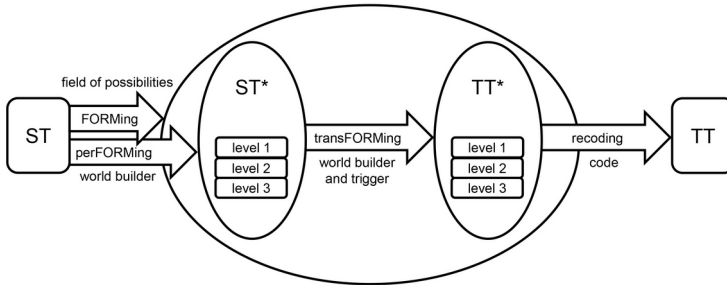 field of possibilities
ST
FORMing
perFORMing
world builder
ST*
level 1
level 2
level 3
transFORMing
world builder
and trigger
TT*
level 1
level 2
level 3
recoding
code
TT